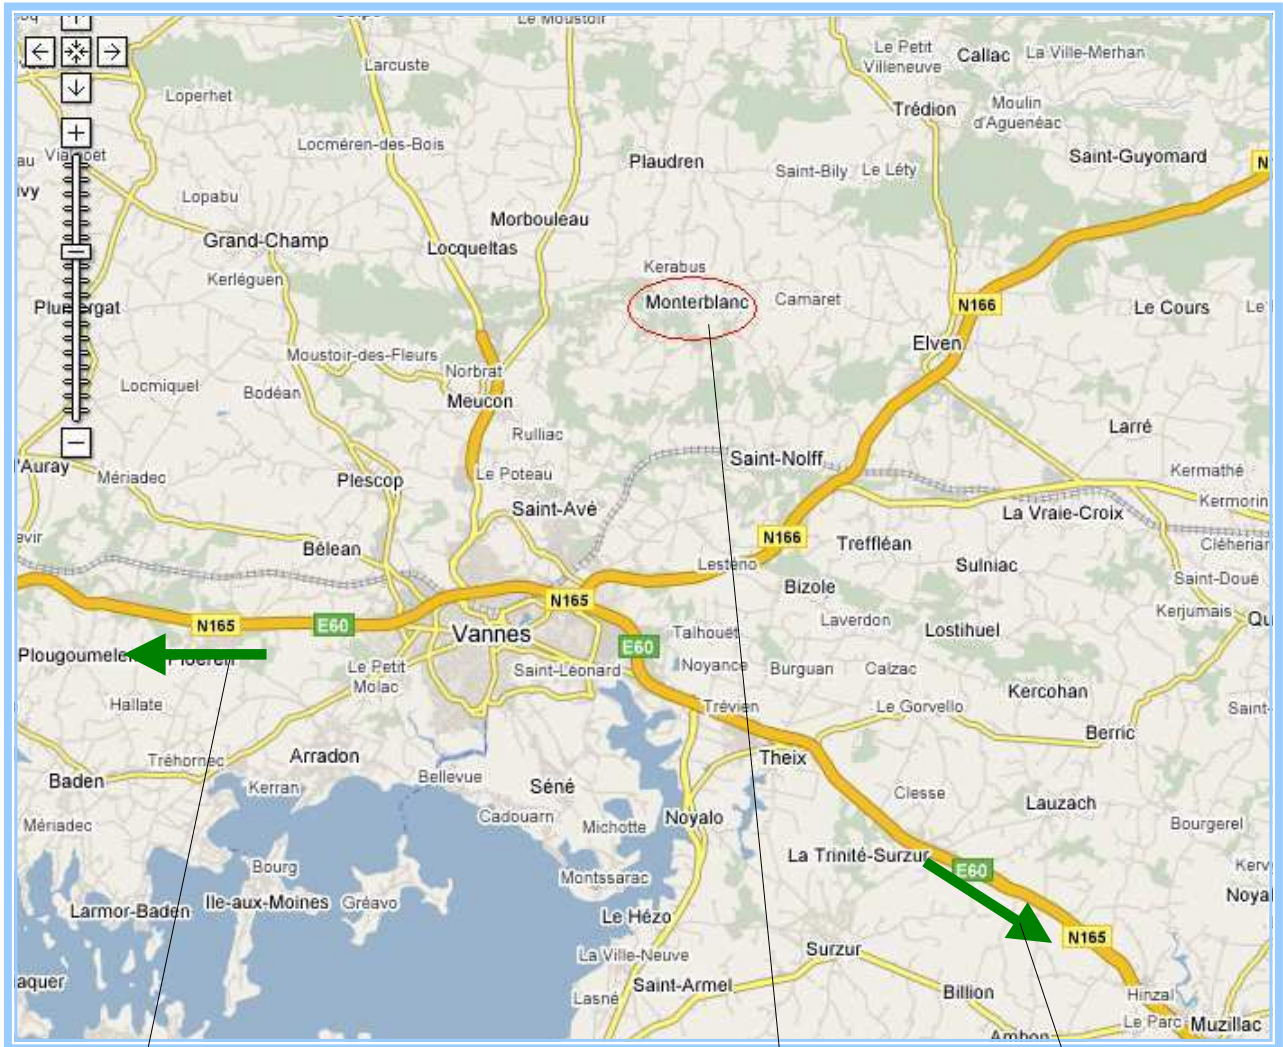 Le Moustoir
Le Petit
Villeneuve
Callac
La Ville-Merhan
Larcuste
Loperhet
Trédion
Moulin
d'Aguenéac
Locméren-des-Bois
Plaudren
Saint-Bily
Le Léty
Saint-Guyomard
Lopabu
Morbouleau
Grand-Champ
Locqueltas
Kerléguen
Kerabus
Monterblanc
Camaret
N166
Le Cours
Le
Elven
Moustoir-des-Fleurs
Norbrat
Locmiquel
Bodéan
Meucon
Larré
Rulliac
Saint-Nolff
'Auray
Mériadec
Plescop
Le Poteau
Kermathé
Kermorin
Saint-Avé
La Vraie-Croix
N166
Treffléan
Bélean
Lesteno
Sulniac
Saint-Doué
Bizole
N165
N165
E60
Kerjumais
Laverdon
Lostihuel
Vannes
E60
Talhouët
Le Petit
Molac
Saint-Léonard
Noyance
Burguan
Calzac
Kercohan
Hallate
Trévien
Le Gorvello
Saint-
Berric
Arradon
Theix
Baden
Kerran
Bellevue
Séné
Clesse
Lauzach
Cadouarn
Michotte
Noyalo
Mériadec
Bourgerel
La Trinité-Surzur
E60
Bourg
Montssarac
Larmor-Baden
Ile-aux-Moines
Gréavo
Le Hézo
N165
Surzur
La Ville-Neuve
Saint-Armel
Lasné
Billion
Hinzal
Le Parc
Muzillac